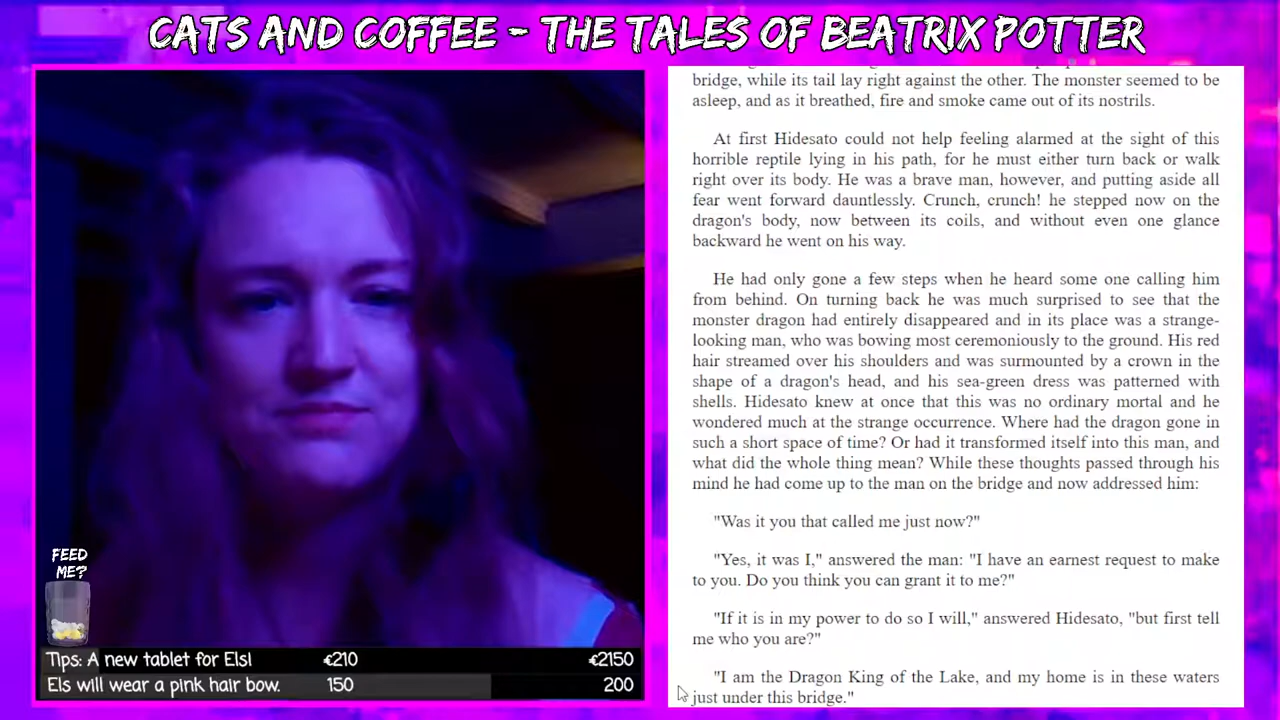 CATS AND COFFEE - THE TALES OF BEATRIX POTTER
bridge, while its tail lay right against the other. The monster seemed to be
asleep, and as it breathed, fire and smoke came out of its nostrils.
At first Hidesato could not help feeling alarmed at the sight of this
horrible reptile lying in his path, for he must either turn back or walk
right over its body. He was a brave man, however, and putting aside all
fear went forward dauntlessly. Crunch, crunch! he stepped now on the
dragon's body, now between its coils, and without even one glance
backward he went on his way.
He had only gone a few steps when he heard some one calling him
from behind. On turning back he was much surprised to see that the
monster dragon had entirely disappeared and in its place was a strange-
looking man, who was bowing most ceremoniously to the ground. His red
hair streamed over his shoulders and was surmounted by a crown in the
shape of a dragon's head, and his sea-green dress was patterned with
shells. Hidesato knew at once that this was no ordinary mortal and he
wondered much at the strange occurrence. Where had the dragon gone in
such a short space of time? Or had it transformed itself into this man, and
what did the whole thing mean? While these thoughts passed through his
mind he had come up to the man on the bridge and now addressed him:
"Was it you that called me just now?"
"Yes, it was I," answered the man: "I have an earnest request to make
to you. Do you think you can grant it to me?"
"If it is in my power to do so I will," answered Hidesato, "but first tell
me who you are?"
"I am the Dragon King of the Lake, and my home is in these waters
just under this bridge."
FEED
ME?
Tips: A new tablet for Els! €210 €2150
Els will wear a pink hair bow. 150 200